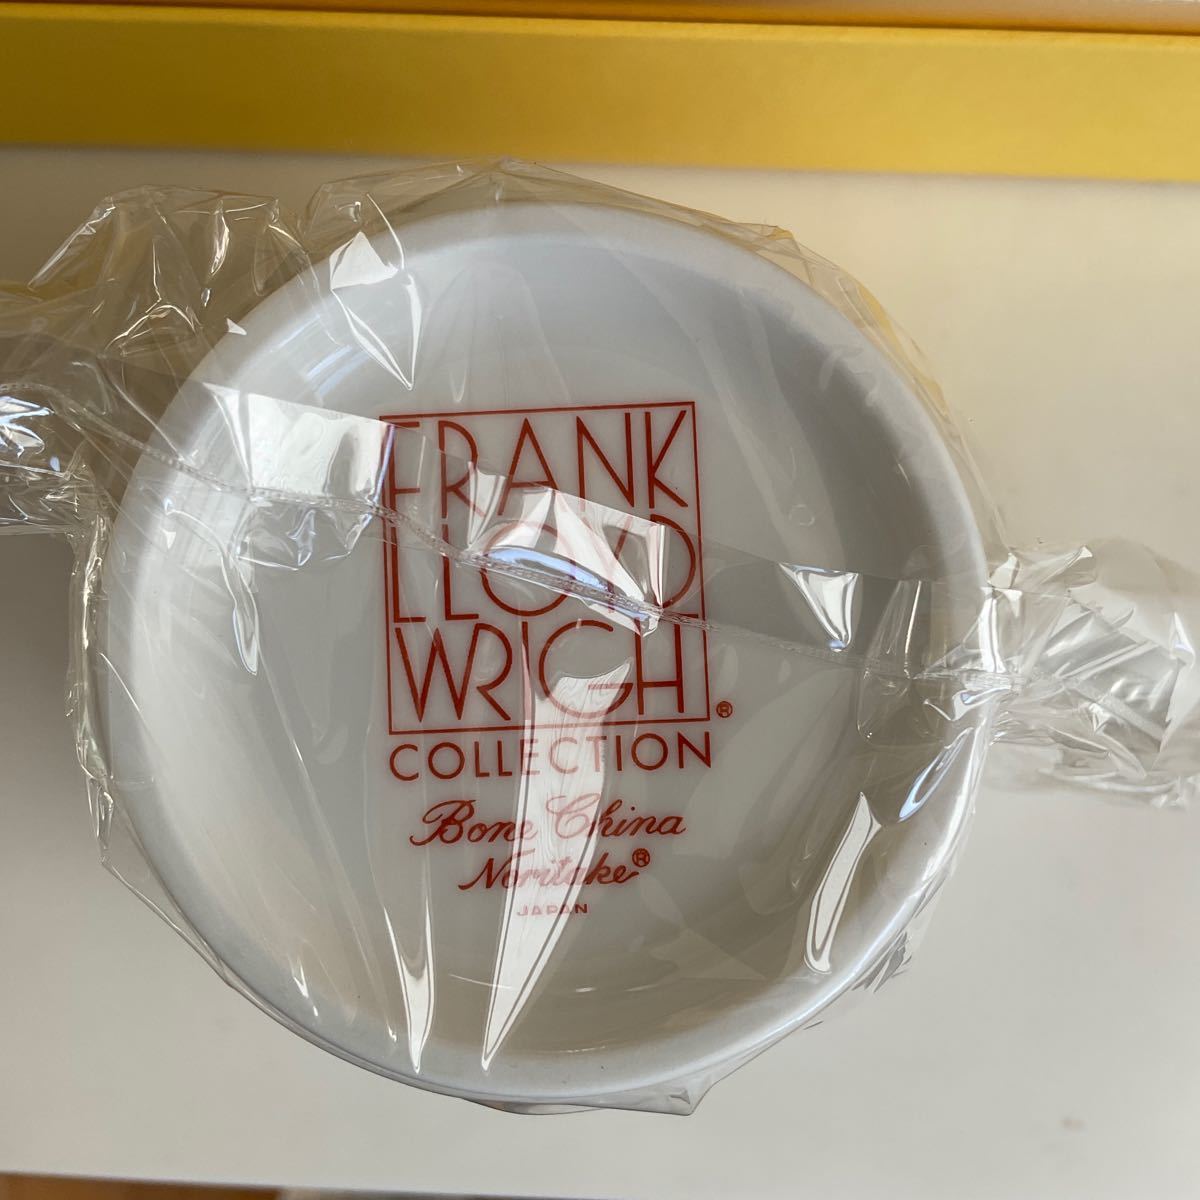 FRANK
LLOYD
WRIGH ®
COLLECTION
Bone China
Noritake®
JAPAN